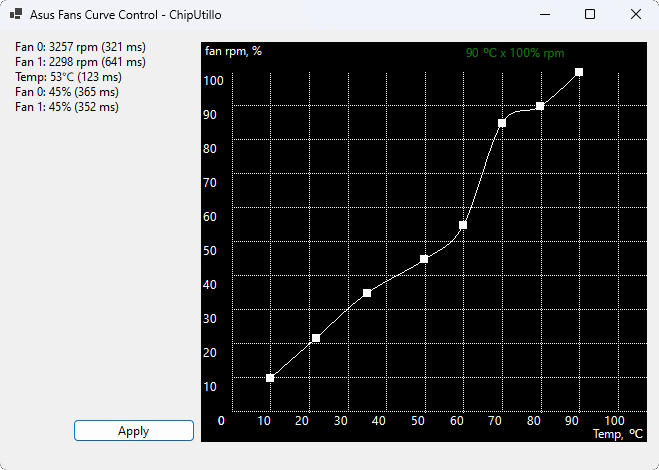 Asus Fans Curve Control - ChipUtillo
Fan 0: 3257 rpm (321 ms)
Fan 1: 2298 rpm (641 ms)
Temp: 53°C (123 ms)
Fan 0: 45% (365 ms)
Fan 1: 45% (352 ms)
fan rpm, %
90 ºC x 100% rpm
100
90
80
70
60
50
40
30
20
10
0 10 20 30 40 50 60 70 80 90 100
Temp, ºC
Apply